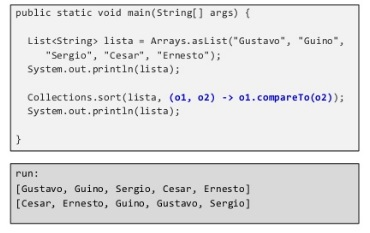 public static void main(String[] args) {
List<String> lista = Arrays.asList("Gustavo", "Guino",
"Sergio", "Cesar", "Ernesto");
System.out.println(lista);
Collections.sort(lista, (o1, o2) -> o1.compareTo(o2));
System.out.println(lista);
}
run:
[Gustavo, Guino, Sergio, Cesar, Ernesto]
[Cesar, Ernesto, Guino, Gustavo, Sergio]